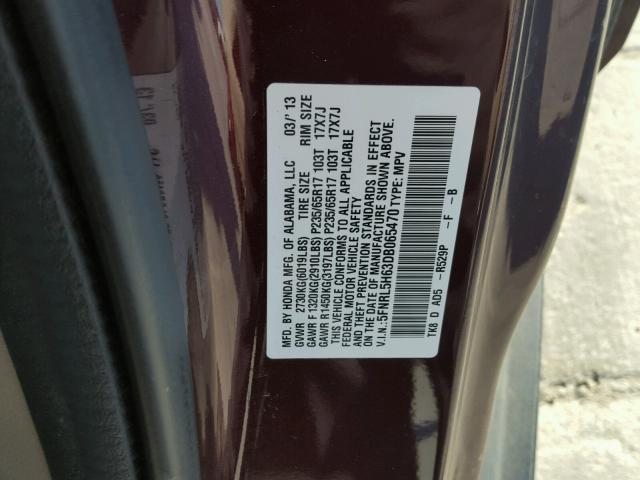 MFD. BY HONDA MFG. OF ALABAMA, LLC 03/'13
GVWR 2730KG(6019LBS) TIRE SIZE RIM SIZE
GAWR F 1320KG(2910LBS) P235/65R17 103T 17X7J
GAWR R1450KG(3197LBS) P235/65R17 103T 17X7J
THIS VEHICLE CONFORMS TO ALL APPLICABLE
FEDERAL MOTOR VEHICLE SAFETY
AND THEFT PREVENTION STANDARDS IN EFFECT
ON THE DATE OF MANUFACTURE SHOWN ABOVE.
V.I.N.:5FNRL5H63DB065470 TYPE: MPV
TK8 D AD5 -R529P -F -B